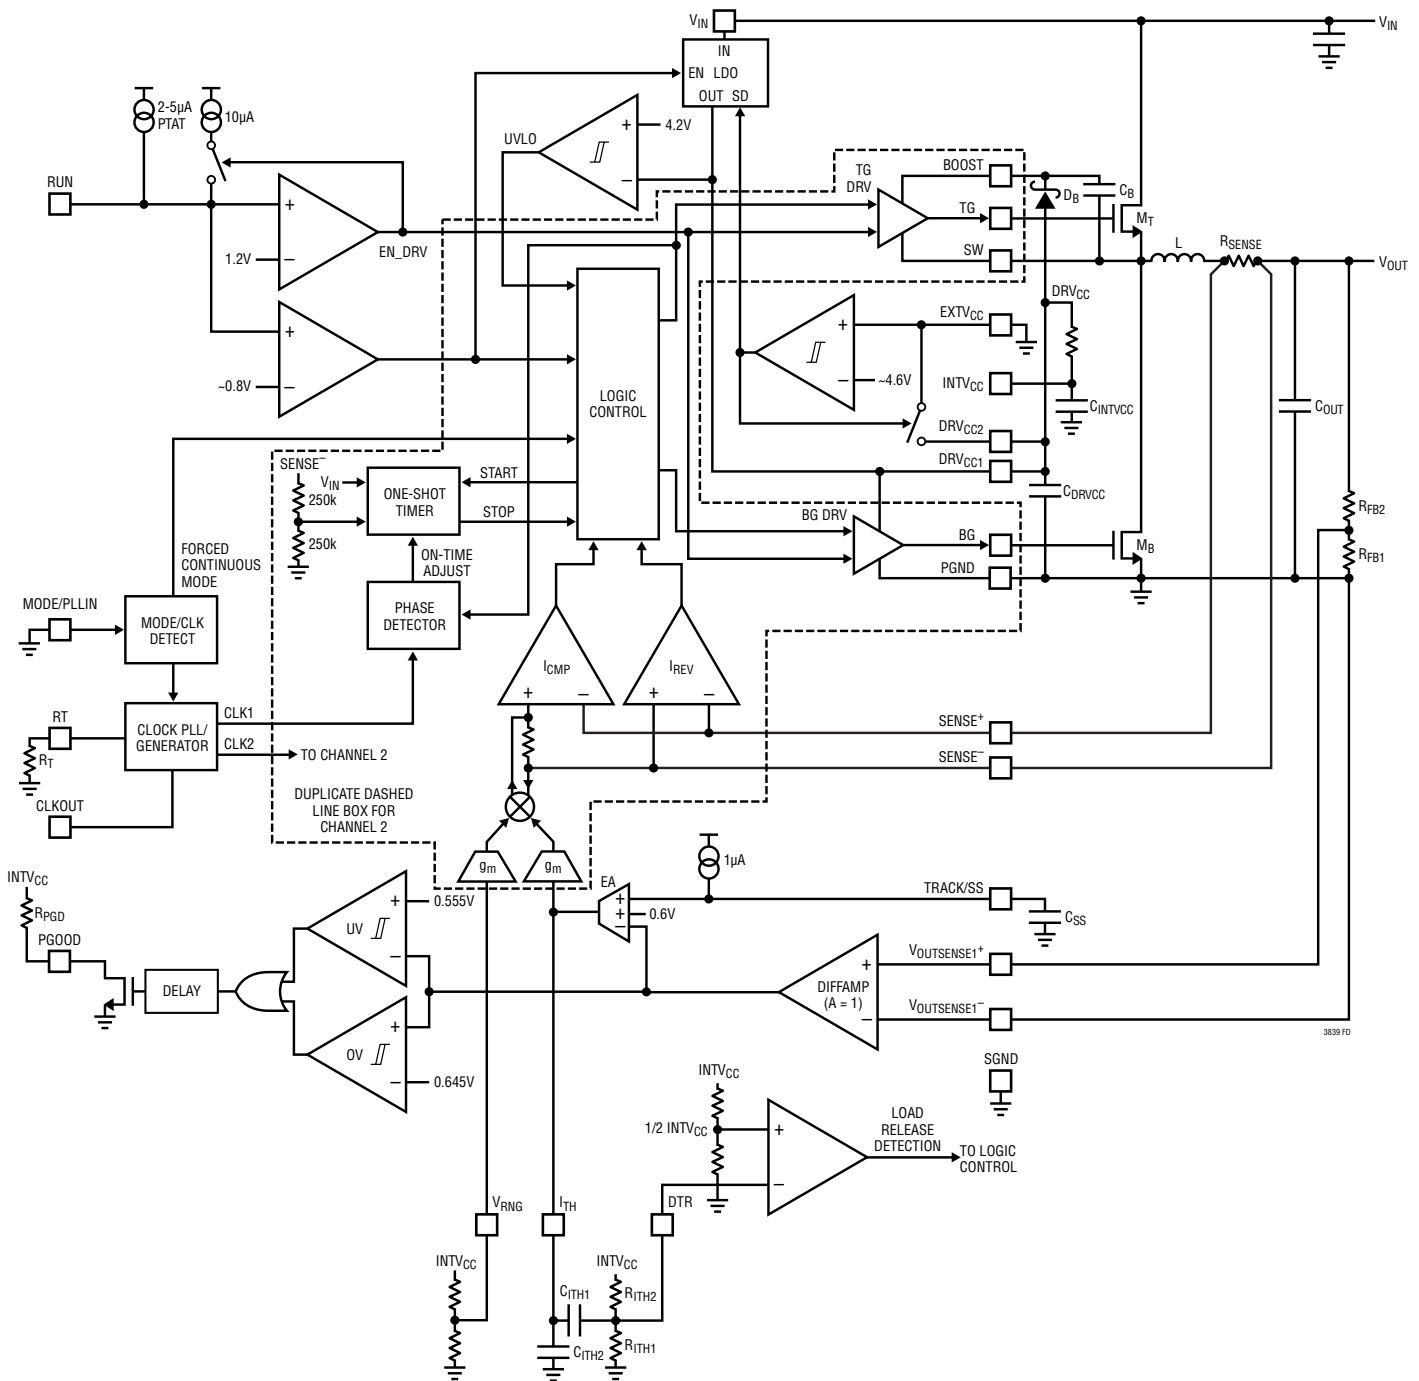 VIN
VIN
IN
EN LDO
OUT SD
2-5µA
PTAT
10µA
UVLO
+
4.2V
–
RUN
+
1.2V
–
EN_DRV
TG
DRV
BOOST
TG
SW
DB
CB
MT
L
RSENSE
VOUT
+
~0.8V
–
LOGIC
CONTROL
+
–
~4.6V
EXTVCC
DRVCC
INTVCC
CINTVCC
DRVCC2
DRVCC1
CDRVCC
COUT
SENSE–
VIN
250k
250k
ONE-SHOT
TIMER
START
STOP
ON-TIME
ADJUST
BG DRV
BG
PGND
MB
RFB2
RFB1
FORCED
CONTINUOUS
MODE
MODE/PLLIN
MODE/CLK
DETECT
PHASE
DETECTOR
ICMP
+
–
IREV
+
–
RT
RT
CLOCK PLL/
GENERATOR
CLK1
CLK2
TO CHANNEL 2
CLKOUT
DUPLICATE DASHED
LINE BOX FOR
CHANNEL 2
SENSE+
SENSE–
gm
gm
1µA
EA
+
+
–
0.6V
TRACK/SS
CSS
INTVCC
RPGD
PGOOD
DELAY
UV
+
–
0.555V
OV
+
–
0.645V
DIFFAMP
(A = 1)
+
–
VOUTSENSE1+
VOUTSENSE1–
3839 FD
SGND
INTVCC
1/2 INTVCC
+
–
LOAD
RELEASE
DETECTION
TO LOGIC
CONTROL
VRNG
ITH
DTR
INTVCC
CITH1
CITH2
INTVCC
RITH2
RITH1